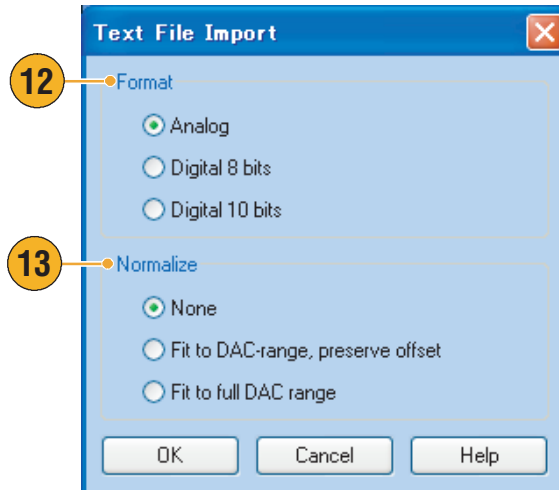 Text File Import
12
Format
Analog
Digital 8 bits
Digital 10 bits
13
Normalize
None
Fit to DAC-range, preserve offset
Fit to full DAC range
OK Cancel Help